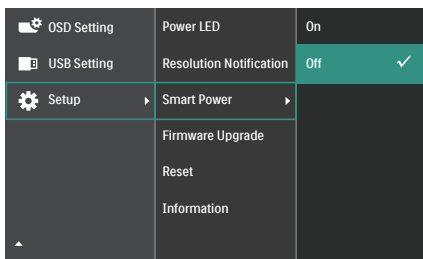 OSD Setting
USB Setting
Setup
Power LED
Resolution Notification
Smart Power
Firmware Upgrade
Reset
Information
On
Off